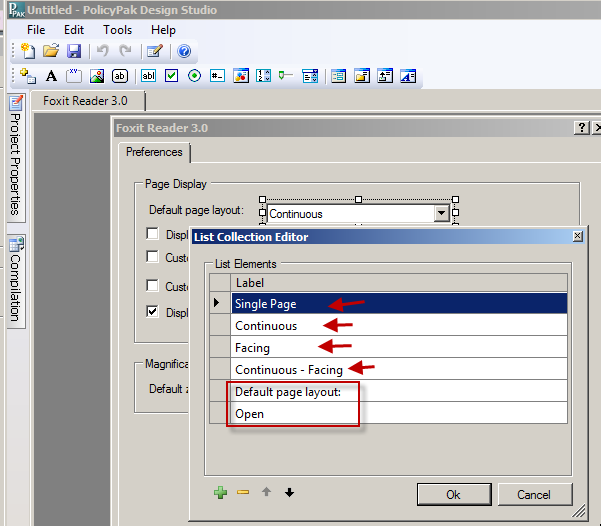 Untitled - PolicyPak Design Studio
File Edit Tools Help
Foxit Reader 3.0
Project Properties
Compilation
Foxit Reader 3.0
Preferences
Page Display
Default page layout: Continuous
Displ
Custo
Custo
Displ
Magnifica
Default z
List Collection Editor
List Elements
Label
Single Page
Continuous
Facing
Continuous - Facing
Default page layout:
Open
Ok Cancel